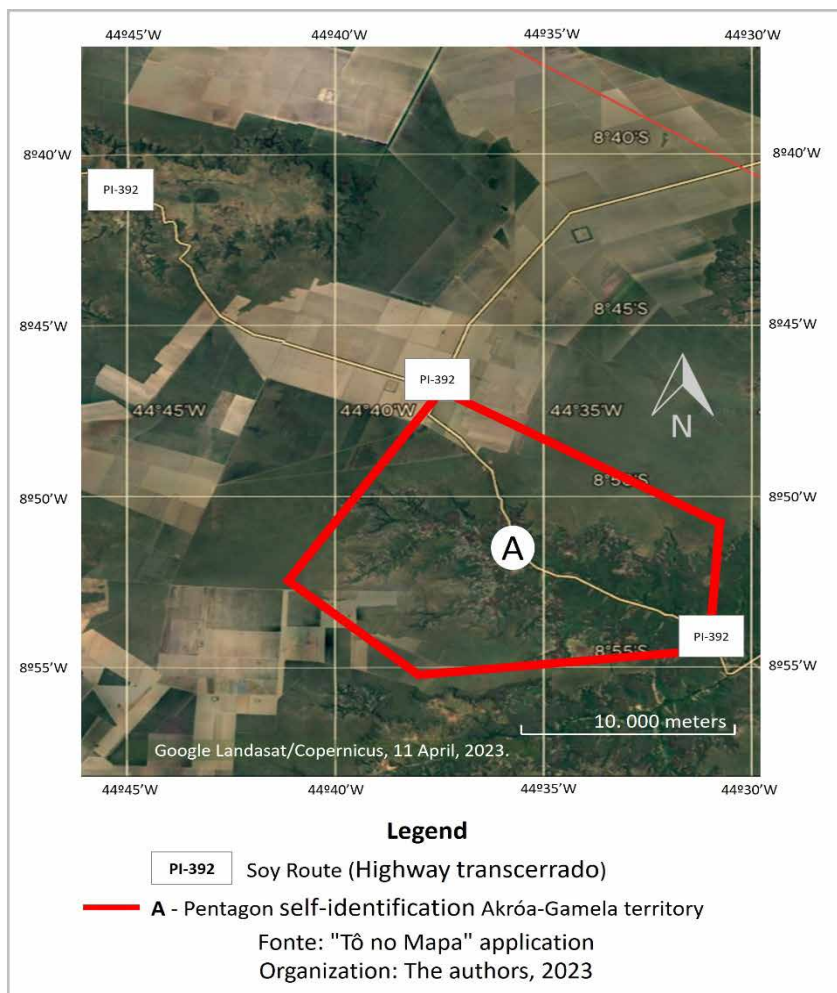 44º45’W 44º40’W 44º35’W 44º30’W
8º40’W
8°40'S
8º40’W
PI-392
8º45’W
8°45'S
8º45’W
PI-392
44°45'W 44°40'W 44°35'W
N
8º50’W
8°50'S
8º50’W
A
PI-392
8º55’W
8°55'S
8º55’W
10. 000 meters
Google Landasat/Copernicus, 11 April, 2023.
44º45’W 44º40’W 44º35’W 44º30’W
Legend
PI-392 Soy Route (Highway transcerrado)
A - Pentagon self-identification Akróa-Gamela territory
Fonte: "Tô no Mapa" application
Organization: The authors, 2023